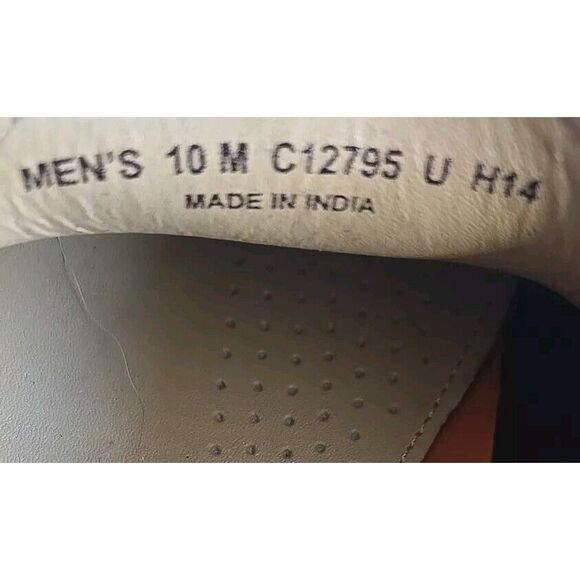 MEN'S 10 M C12795 U H14
MADE IN INDIA